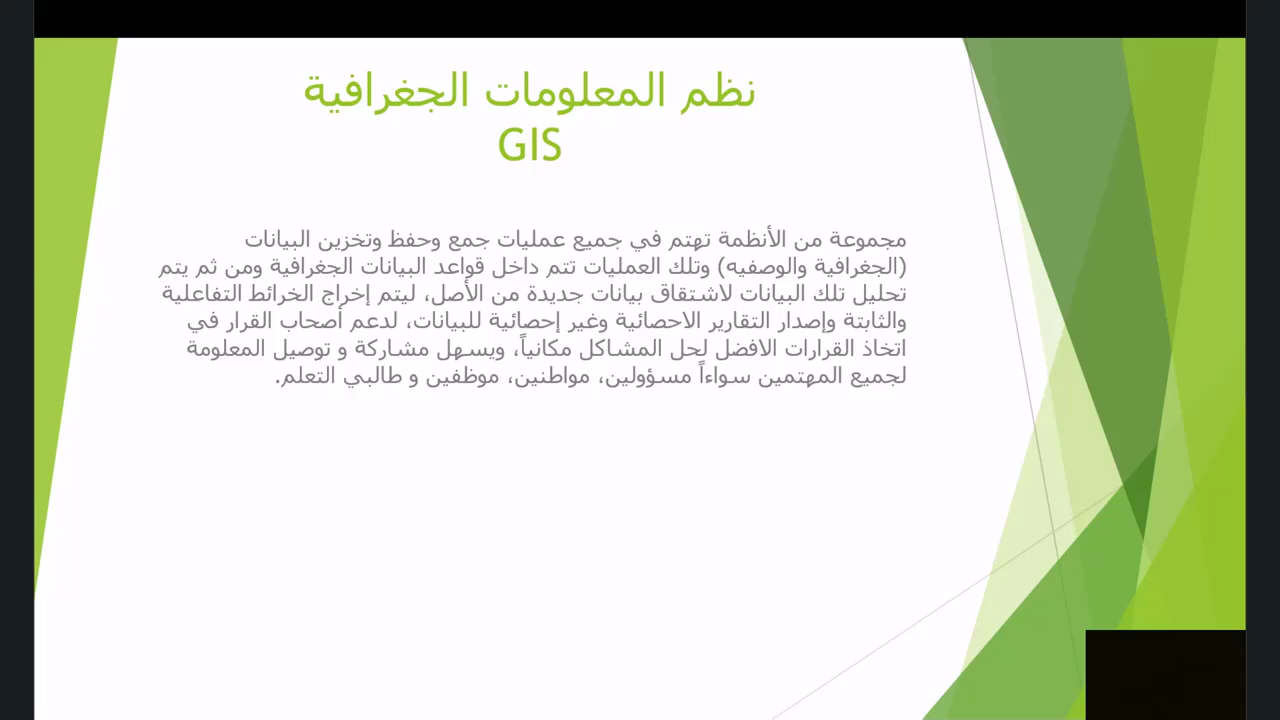 نظم المعلومات الجغرافية
GIS
مجموعة من الأنظمة تهتم في جميع عمليات جمع وحفظ وتخزين البيانات
(الجغرافية والوصفيه) وتلك العمليات تتم داخل قواعد البيانات الجغرافية ومن ثم يتم
تحليل تلك البيانات لاشتقاق بيانات جديدة من الأصل، ليتم إخراج الخرائط التفاعلية
والثابتة وإصدار التقارير الاحصائية وغير إحصائية للبيانات، لدعم أصحاب القرار في
اتخاذ القرارات الافضل لحل المشاكل مكانياً، ويسهل مشاركة و توصيل المعلومة
لجميع المهتمين سواءاً مسؤولين، مواطنين، موظفين و طالبي التعلم.